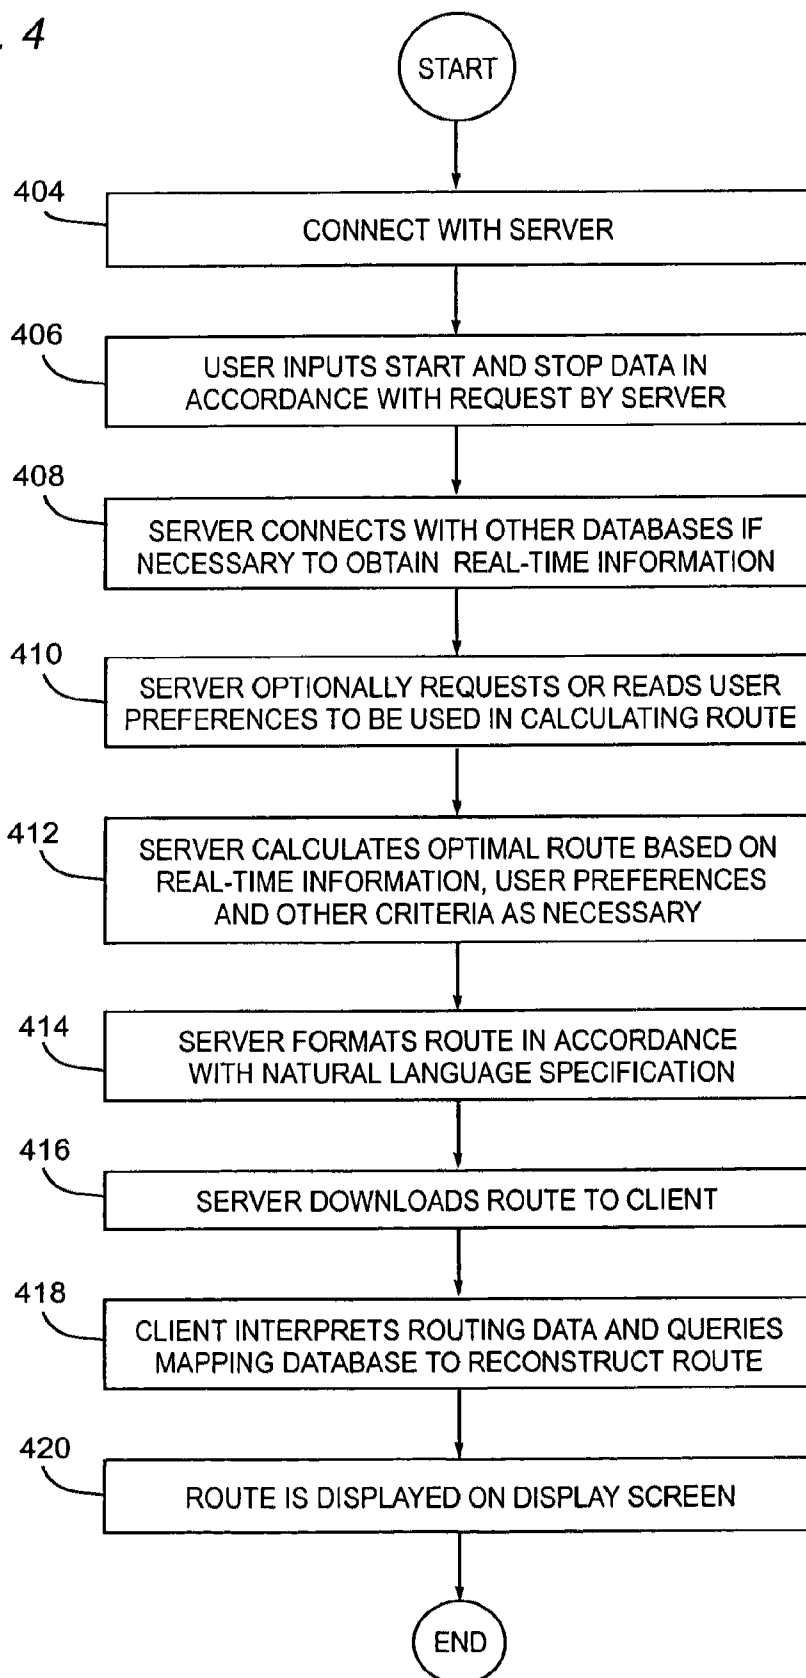 . 4
START
404
CONNECT WITH SERVER
406
USER INPUTS START AND STOP DATA IN
ACCORDANCE WITH REQUEST BY SERVER
408
SERVER CONNECTS WITH OTHER DATABASES IF
NECESSARY TO OBTAIN REAL-TIME INFORMATION
410
SERVER OPTIONALLY REQUESTS OR READS USER
PREFERENCES TO BE USED IN CALCULATING ROUTE
412
SERVER CALCULATES OPTIMAL ROUTE BASED ON
REAL-TIME INFORMATION, USER PREFERENCES
AND OTHER CRITERIA AS NECESSARY
414
SERVER FORMATS ROUTE IN ACCORDANCE
WITH NATURAL LANGUAGE SPECIFICATION
416
SERVER DOWNLOADS ROUTE TO CLIENT
418
CLIENT INTERPRETS ROUTING DATA AND QUERIES
MAPPING DATABASE TO RECONSTRUCT ROUTE
420
ROUTE IS DISPLAYED ON DISPLAY SCREEN
END